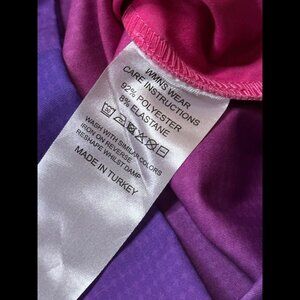 WMNS WEAR
CARE INSTRUCTIONS
92% POLYESTER
8% ELASTANE
WASH WITH SIMILAR COLORS
IRON ON REVERSE
RESHAPE WHILST DAMP
MADE IN TURKEY